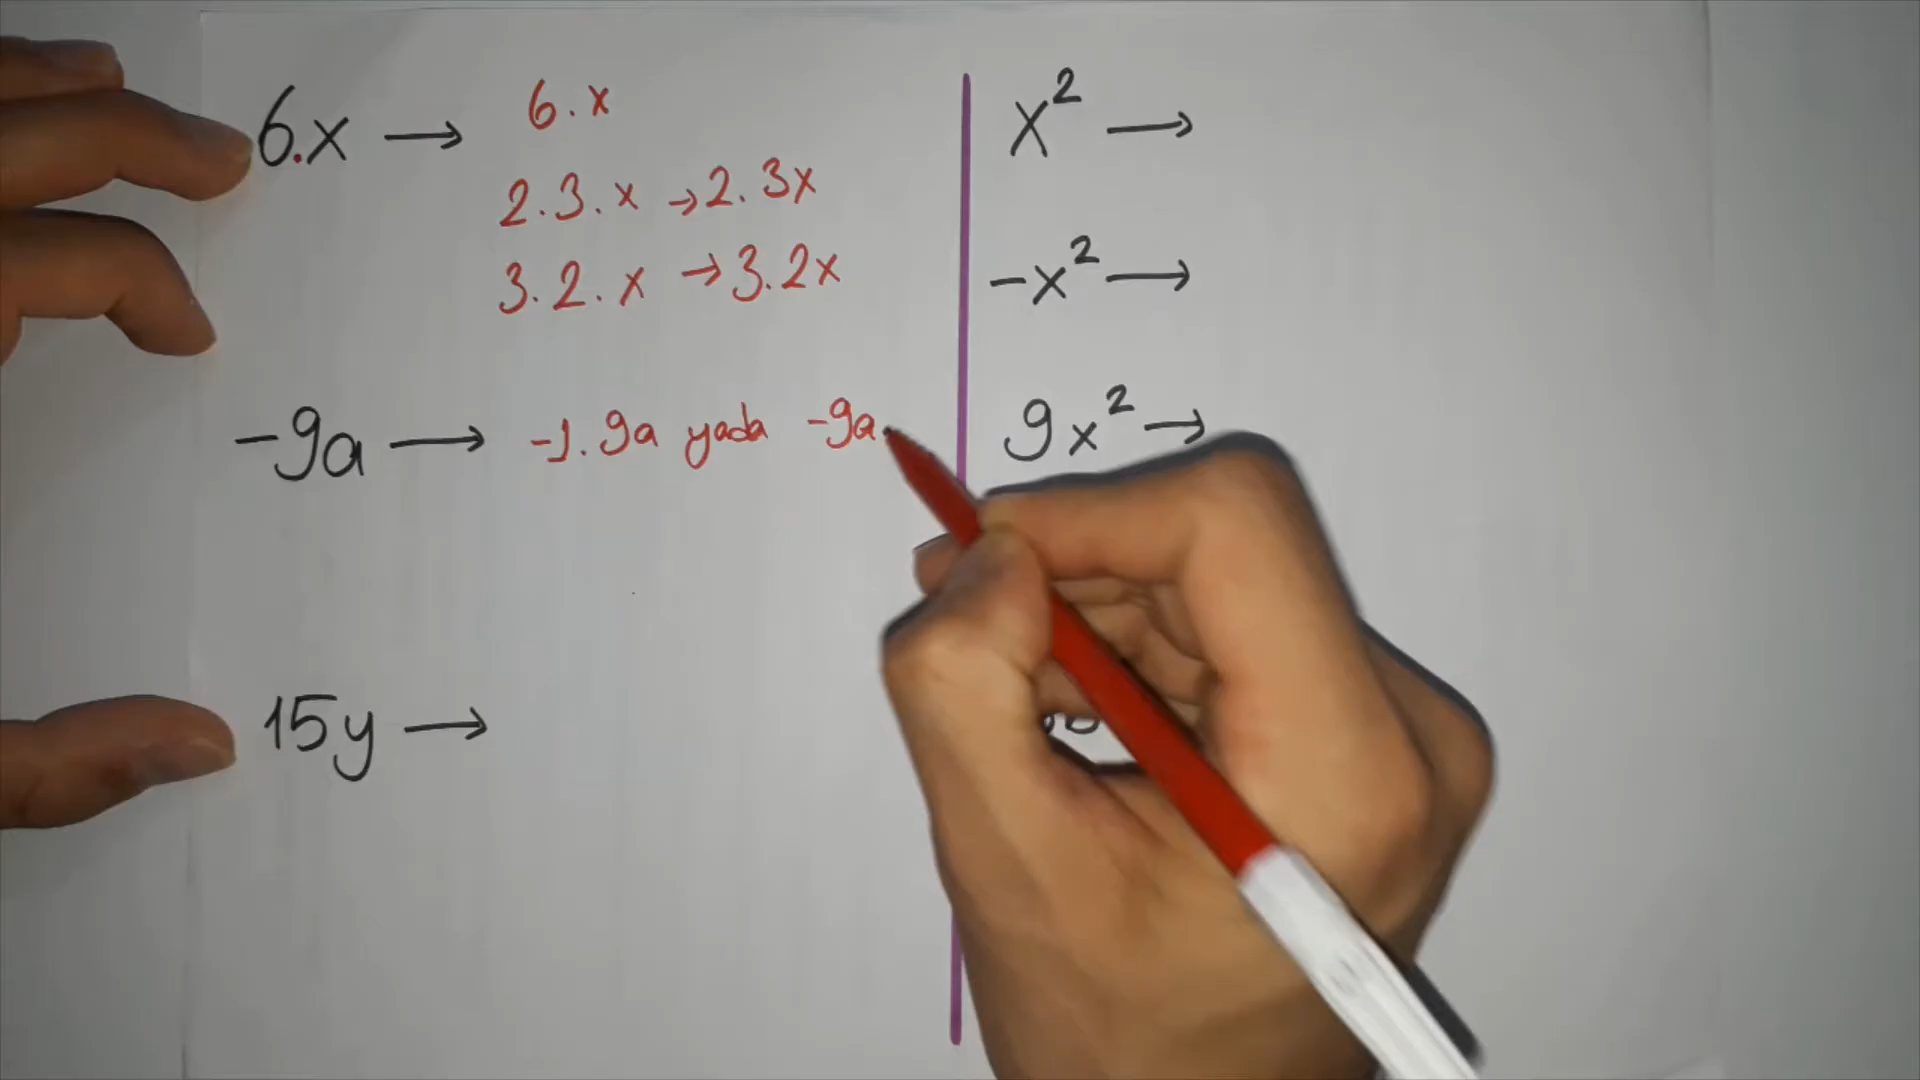 6.x → 6.x
2.3.x → 2.3x
3.2.x → 3.2x
-9a → -1.9a yada -9a
15y →
x² →
-x² →
9x² →